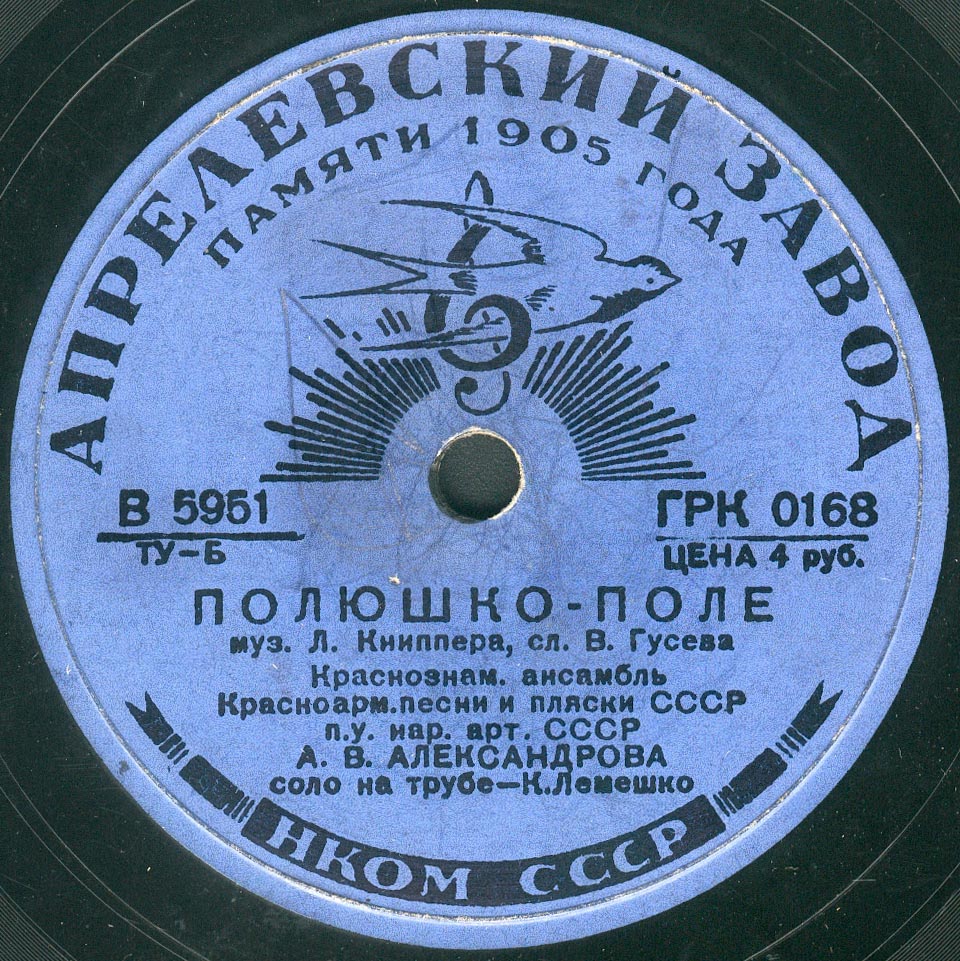 АПРЕЛЕВСКИЙ ЗАВОД
ПАМЯТИ 1905 ГОДА
В 5951
ТУ-Б
ГРК 0168
ЦЕНА 4 руб.
ПОЛЮШКО-ПОЛЕ
муз. Л. Книппера, сл. В. Гусева
Краснознам. ансамбль
Красноарм.песни и пляски СССР
п.у. нар. арт. СССР
А. В. АЛЕКСАНДРОВА
соло на трубе—К.Лемешко
НКОМ СССР